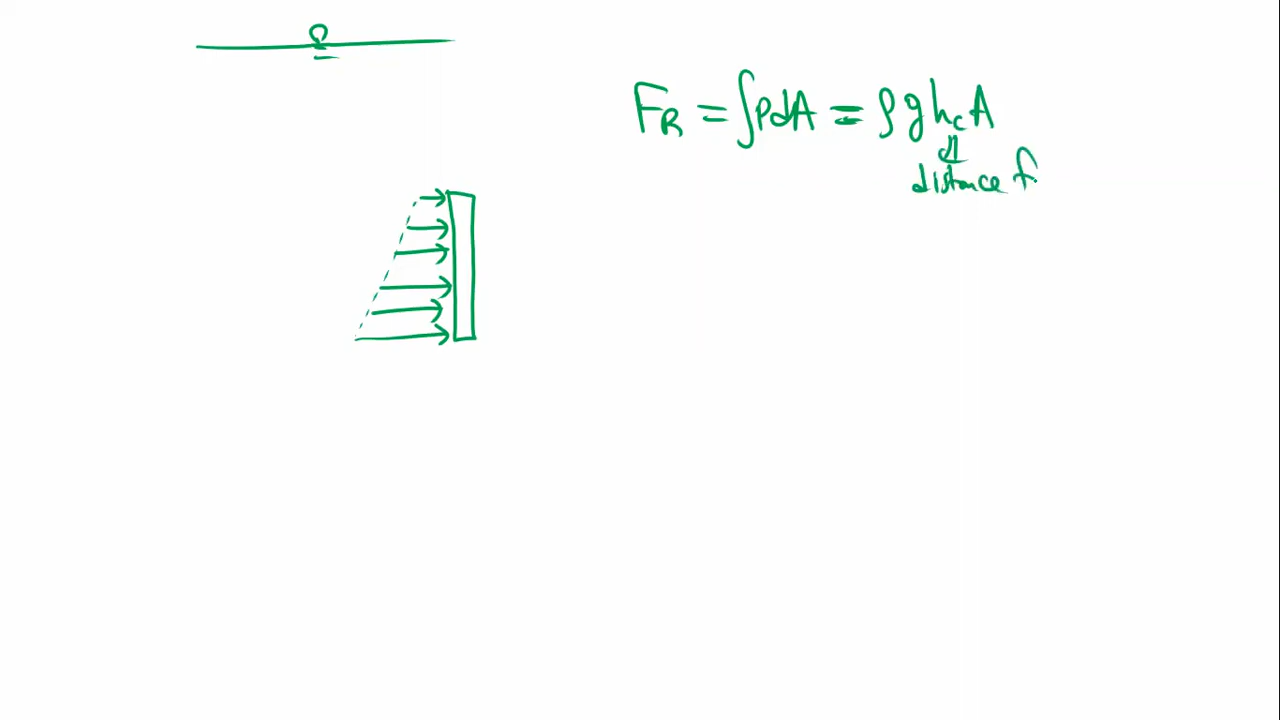 F_R = ∫PdA = ρgh_cA
distance f